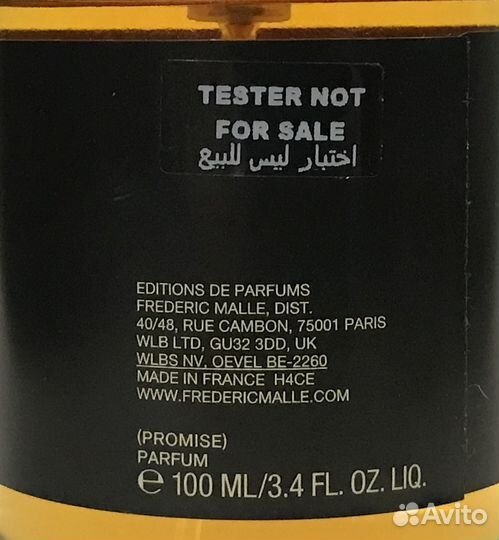 TESTER NOT
FOR SALE
اختبار ليس للبيع
EDITIONS DE PARFUMS
FREDERIC MALLE, DIST.
40/48, RUE CAMBON, 75001 PARIS
WLB LTD, GU32 3DD, UK
WLBS NV, OEVEL BE-2260
MADE IN FRANCE H4CE
WWW.FREDERICMALLE.COM
(PROMISE)
PARFUM
℮ 100 ML/3.4 FL. OZ. LIQ.
Avito